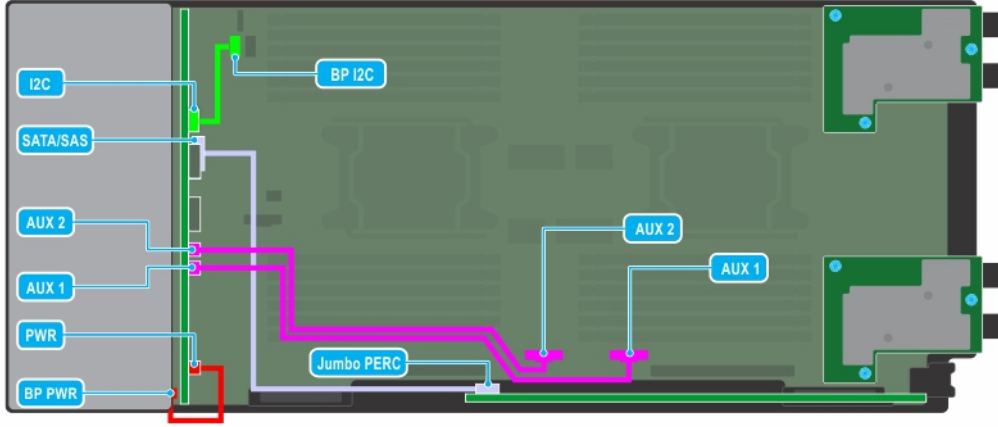 I2C
BP I2C
SATA/SAS
AUX 2
AUX 2
AUX 1
AUX 1
PWR
Jumbo PERC
BP PWR